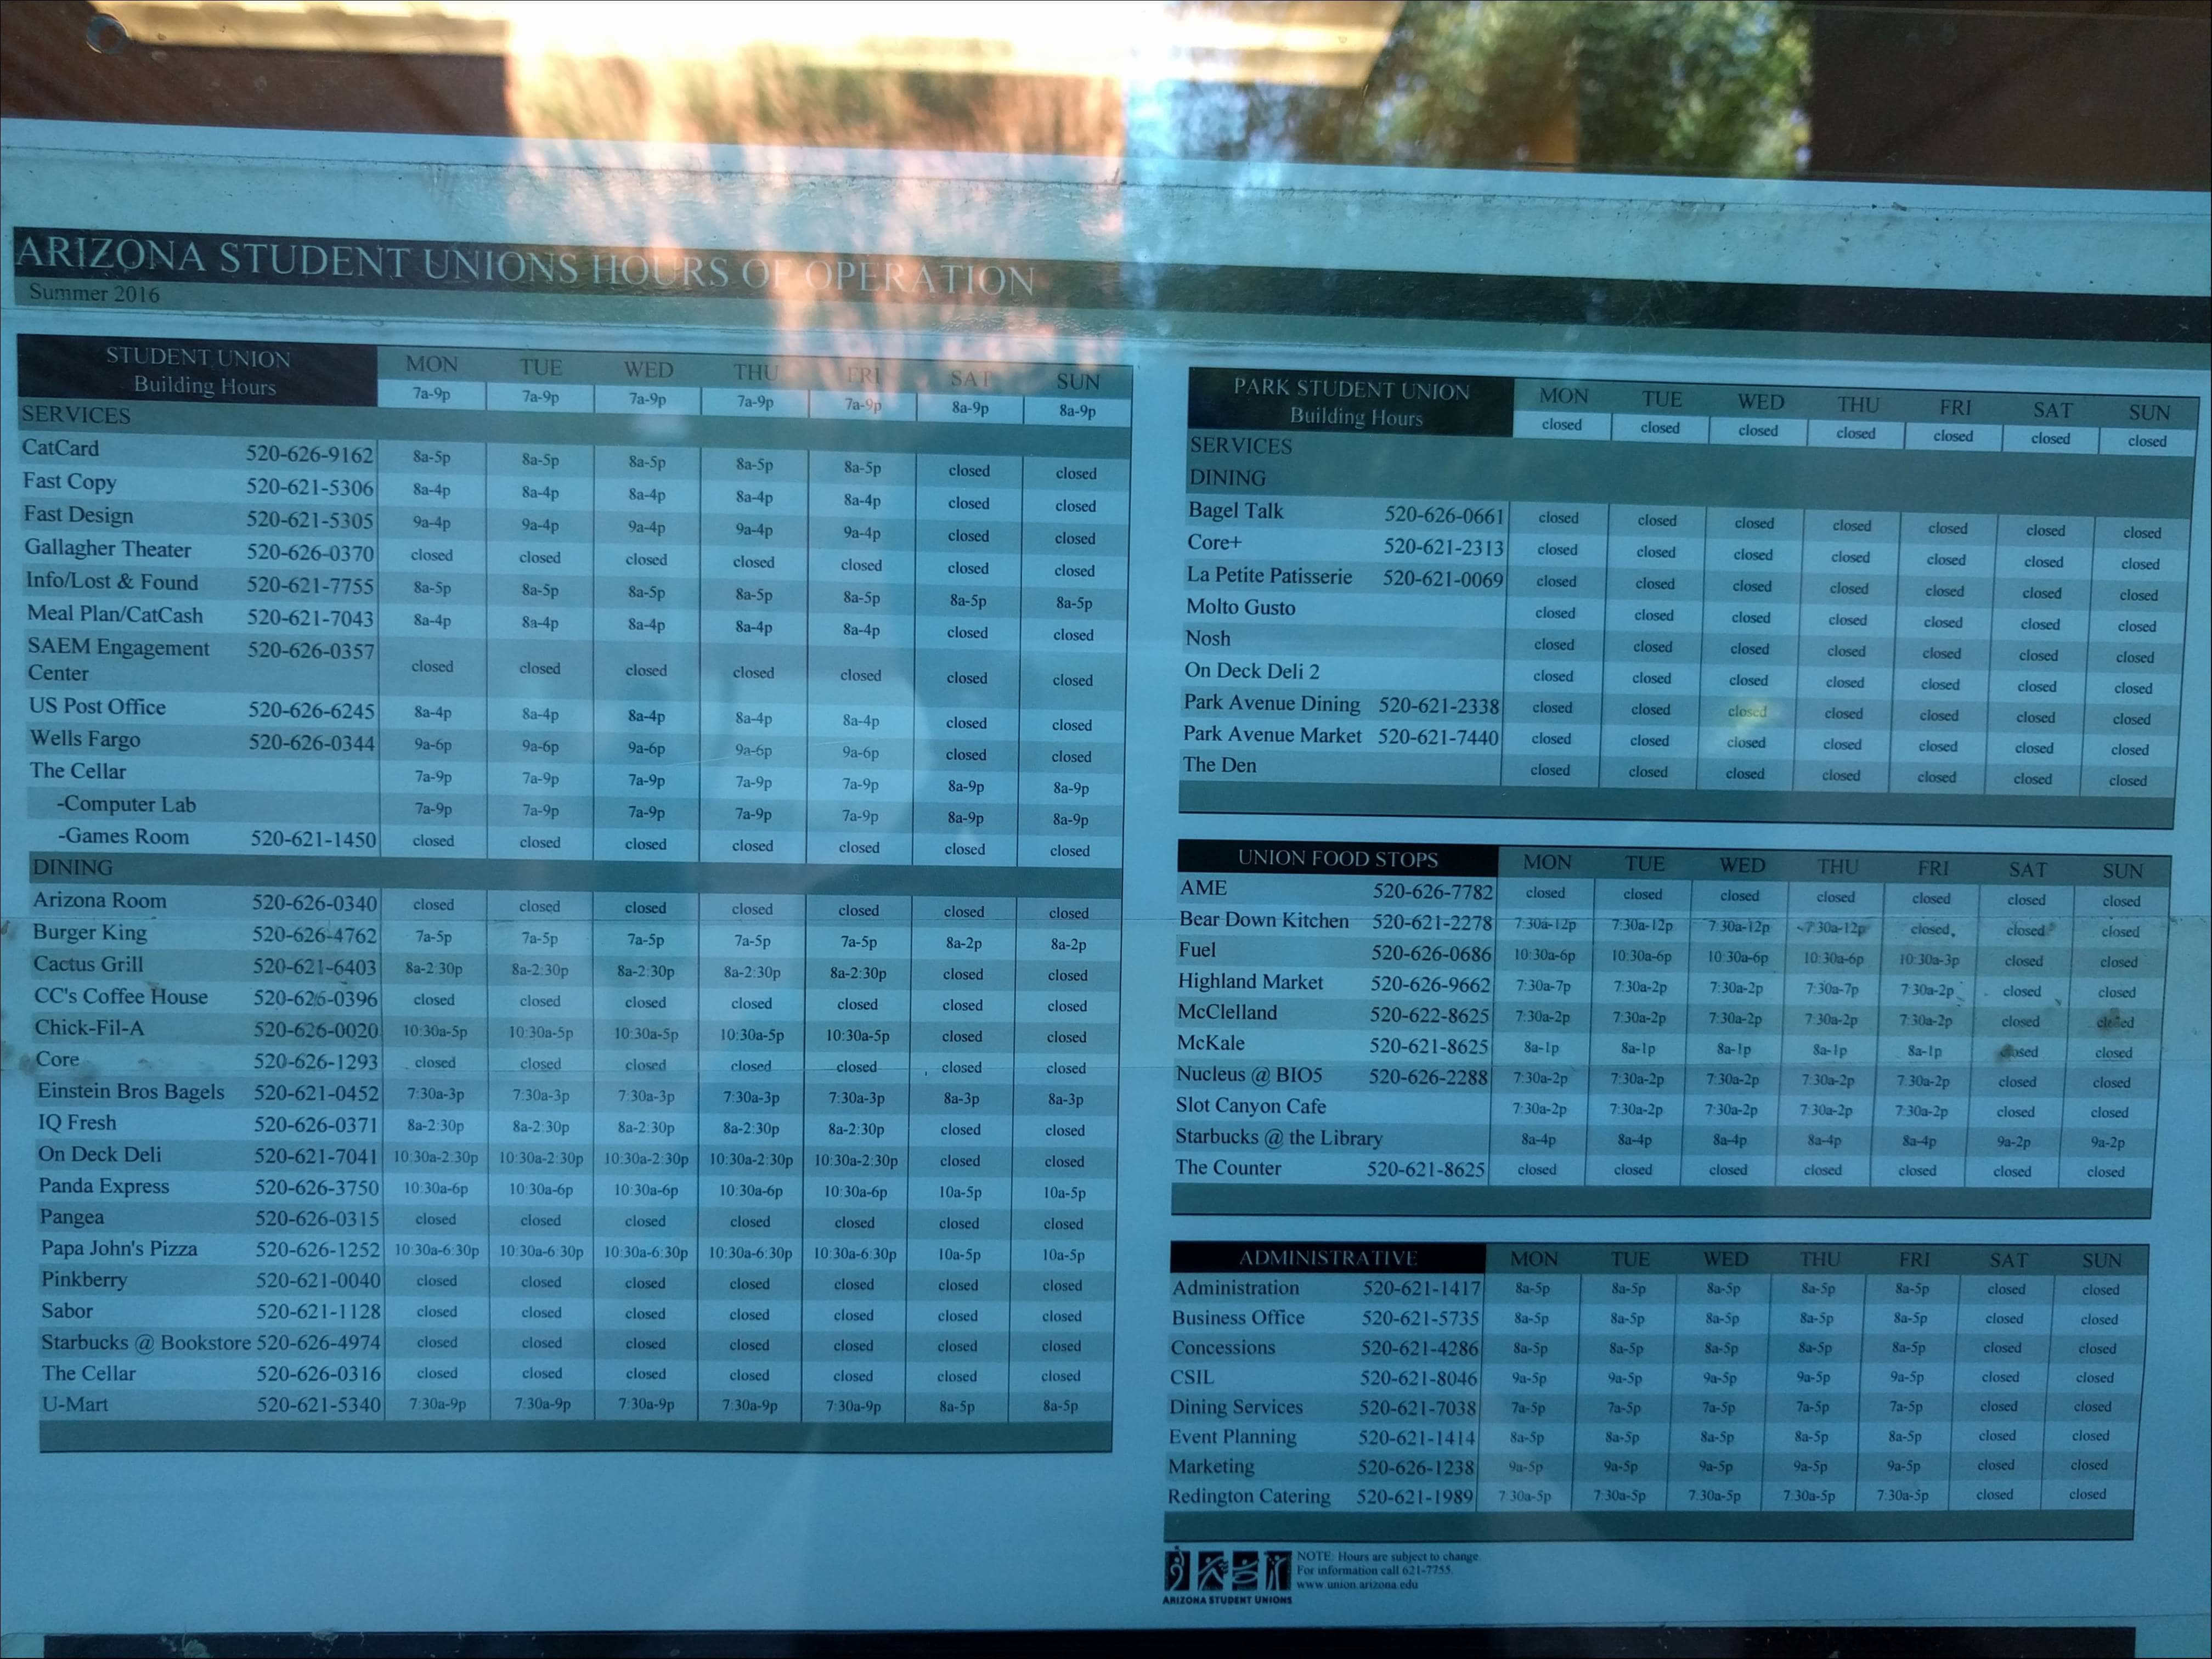 ARIZONA STUDENT UNIONS HOURS OF OPERATION
Summer 2016
STUDENT UNION MON TUE WED THU FRI SAT SUN
Building Hours 7a-9p 7a-9p 7a-9p 7a-9p 7a-9p 8a-9p 8a-9p
SERVICES
CatCard 520-626-9162 8a-5p 8a-5p 8a-5p 8a-5p 8a-5p closed closed
Fast Copy 520-621-5306 8a-4p 8a-4p 8a-4p 8a-4p 8a-4p closed closed
Fast Design 520-621-5305 9a-4p 9a-4p 9a-4p 9a-4p 9a-4p closed closed
Gallagher Theater 520-626-0370 closed closed closed closed closed closed closed
Info/Lost & Found 520-621-7755 8a-5p 8a-5p 8a-5p 8a-5p 8a-5p 8a-5p 8a-5p
Meal Plan/CatCash 520-621-7043 8a-4p 8a-4p 8a-4p 8a-4p 8a-4p closed closed
SAEM Engagement 520-626-0357
Center closed closed closed closed closed closed closed
US Post Office 520-626-6245 8a-4p 8a-4p 8a-4p 8a-4p 8a-4p closed closed
Wells Fargo 520-626-0344 9a-6p 9a-6p 9a-6p 9a-6p 9a-6p closed closed
The Cellar 7a-9p 7a-9p 7a-9p 7a-9p 7a-9p 8a-9p 8a-9p
-Computer Lab 7a-9p 7a-9p 7a-9p 7a-9p 7a-9p 8a-9p 8a-9p
-Games Room 520-621-1450 closed closed closed closed closed closed closed
DINING
Arizona Room 520-626-0340 closed closed closed closed closed closed closed
Burger King 520-626-4762 7a-5p 7a-5p 7a-5p 7a-5p 7a-5p 8a-2p 8a-2p
Cactus Grill 520-621-6403 8a-2:30p 8a-2:30p 8a-2:30p 8a-2:30p 8a-2:30p closed closed
CC's Coffee House 520-626-0396 closed closed closed closed closed closed closed
Chick-Fil-A 520-626-0020 10:30a-5p 10:30a-5p 10:30a-5p 10:30a-5p 10:30a-5p closed closed
Core 520-626-1293 closed closed closed closed closed closed closed
Einstein Bros Bagels 520-621-0452 7:30a-3p 7:30a-3p 7:30a-3p 7:30a-3p 7:30a-3p 8a-3p 8a-3p
IQ Fresh 520-626-0371 8a-2:30p 8a-2:30p 8a-2:30p 8a-2:30p 8a-2:30p closed closed
On Deck Deli 520-621-7041 10:30a-2:30p 10:30a-2:30p 10:30a-2:30p 10:30a-2:30p 10:30a-2:30p closed closed
Panda Express 520-626-3750 10:30a-6p 10:30a-6p 10:30a-6p 10:30a-6p 10:30a-6p 10a-5p 10a-5p
Pangea 520-626-0315 closed closed closed closed closed closed closed
Papa John's Pizza 520-626-1252 10:30a-6:30p 10:30a-6:30p 10:30a-6:30p 10:30a-6:30p 10:30a-6:30p 10a-5p 10a-5p
Pinkberry 520-621-0040 closed closed closed closed closed closed closed
Sabor 520-621-1128 closed closed closed closed closed closed closed
Starbucks @ Bookstore 520-626-4974 closed closed closed closed closed closed closed
The Cellar 520-626-0316 closed closed closed closed closed closed closed
U-Mart 520-621-5340 7:30a-9p 7:30a-9p 7:30a-9p 7:30a-9p 7:30a-9p 8a-5p 8a-5p
PARK STUDENT UNION MON TUE WED THU FRI SAT SUN
Building Hours closed closed closed closed closed closed closed
SERVICES
DINING
Bagel Talk 520-626-0661 closed closed closed closed closed closed closed
Core+ 520-621-2313 closed closed closed closed closed closed closed
La Petite Patisserie 520-621-0069 closed closed closed closed closed closed closed
Molto Gusto closed closed closed closed closed closed closed
Nosh closed closed closed closed closed closed closed
On Deck Deli 2 closed closed closed closed closed closed closed
Park Avenue Dining 520-621-2338 closed closed closed closed closed closed closed
Park Avenue Market 520-621-7440 closed closed closed closed closed closed closed
The Den closed closed closed closed closed closed closed
UNION FOOD STOPS MON TUE WED THU FRI SAT SUN
AME 520-626-7782 closed closed closed closed closed closed closed
Bear Down Kitchen 520-621-2278 7:30a-12p 7:30a-12p 7:30a-12p 7:30a-12p closed closed closed
Fuel 520-626-0686 10:30a-6p 10:30a-6p 10:30a-6p 10:30a-6p 10:30a-3p closed closed
Highland Market 520-626-9662 7:30a-7p 7:30a-2p 7:30a-2p 7:30a-7p 7:30a-2p closed closed
McClelland 520-622-8625 7:30a-2p 7:30a-2p 7:30a-2p 7:30a-2p 7:30a-2p closed closed
McKale 520-621-8625 8a-1p 8a-1p 8a-1p 8a-1p 8a-1p closed closed
Nucleus @ BIO5 520-626-2288 7:30a-2p 7:30a-2p 7:30a-2p 7:30a-2p 7:30a-2p closed closed
Slot Canyon Cafe 7:30a-2p 7:30a-2p 7:30a-2p 7:30a-2p 7:30a-2p closed closed
Starbucks @ the Library 8a-4p 8a-4p 8a-4p 8a-4p 8a-4p 9a-2p 9a-2p
The Counter 520-621-8625 closed closed closed closed closed closed closed
ADMINISTRATIVE MON TUE WED THU FRI SAT SUN
Administration 520-621-1417 8a-5p 8a-5p 8a-5p 8a-5p 8a-5p closed closed
Business Office 520-621-5735 8a-5p 8a-5p 8a-5p 8a-5p 8a-5p closed closed
Concessions 520-621-4286 8a-5p 8a-5p 8a-5p 8a-5p 8a-5p closed closed
CSIL 520-621-8046 9a-5p 9a-5p 9a-5p 9a-5p 9a-5p closed closed
Dining Services 520-621-7038 7a-5p 7a-5p 7a-5p 7a-5p 7a-5p closed closed
Event Planning 520-621-1414 8a-5p 8a-5p 8a-5p 8a-5p 8a-5p closed closed
Marketing 520-626-1238 9a-5p 9a-5p 9a-5p 9a-5p 9a-5p closed closed
Redington Catering 520-621-1989 7:30a-5p 7:30a-5p 7:30a-5p 7:30a-5p 7:30a-5p closed closed
NOTE: Hours are subject to change.
For information call 621-7755.
www.union.arizona.edu
ARIZONA STUDENT UNIONS